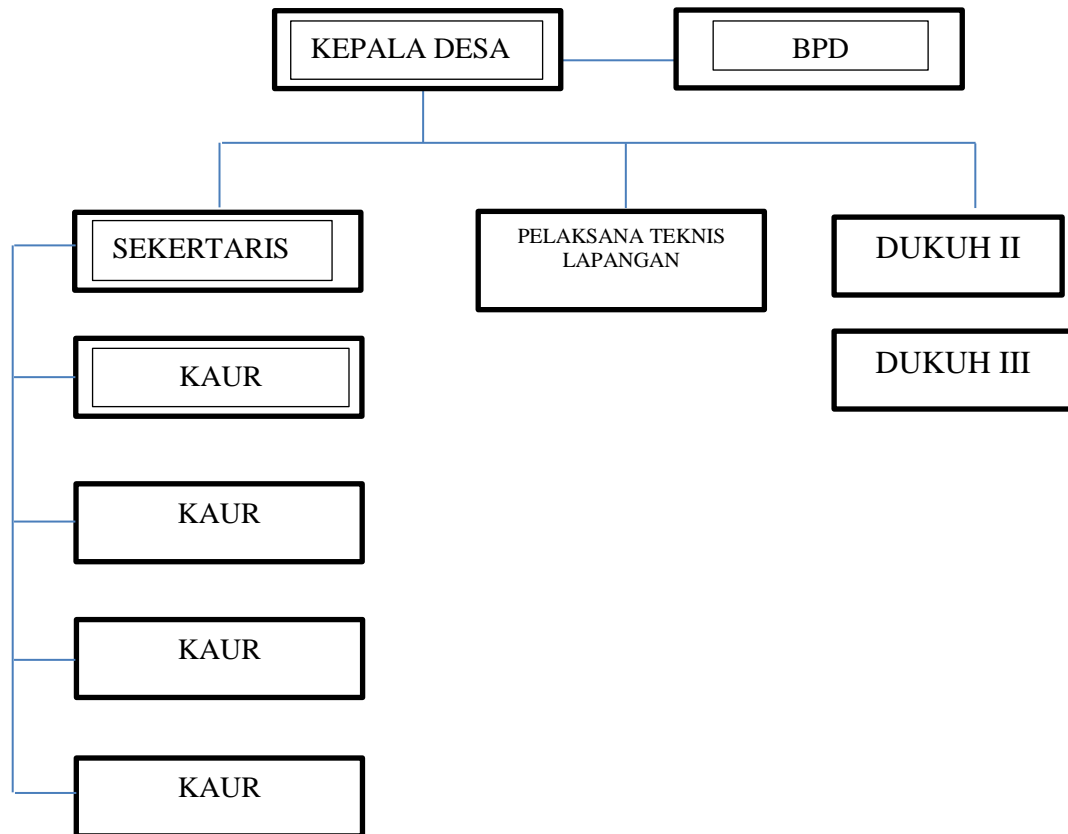 KEPALA DESA
BPD
SEKERTARIS
PELAKSANA TEKNIS
LAPANGAN
DUKUH II
KAUR
DUKUH III
KAUR
KAUR
KAUR